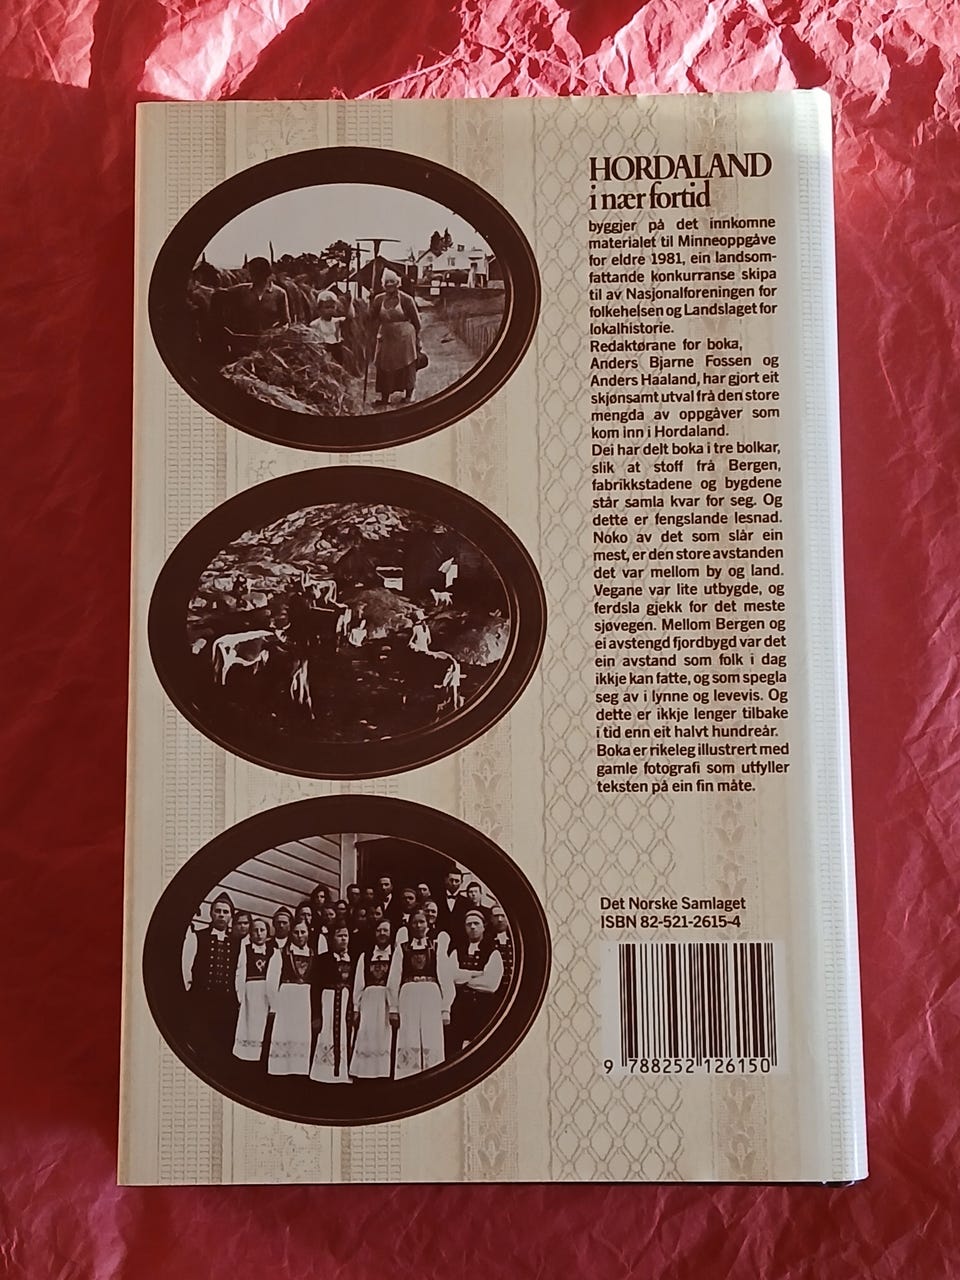 HORDALAND
i nær fortid
byggjer på det innkomne
materialet til Minneoppgåve
for eldre 1981, ein landsom-
fattande konkurranse skipa
til av Nasjonalforeningen for
folkehelsen og Landslaget for
lokalhistorie.
Redaktørane for boka,
Anders Bjarne Fossen og
Anders Haaland, har gjort eit
skjønsamt utval frå den store
mengda av oppgåver som
kom inn i Hordaland.
Dei har delt boka i tre bolkar,
slik at stoff frå Bergen,
fabrikkstadene og bygdene
står samla kvar for seg. Og
dette er fengslande lesnad.
Noko av det som slår ein
mest, er den store avstanden
det var mellom by og land.
Vegane var lite utbygde, og
ferdsla gjekk for det meste
sjøvegen. Mellom Bergen og
ei avstengd fjordbygd var det
ein avstand som folk i dag
ikkje kan fatte, og som spegla
seg av i lynne og levevis. Og
dette er ikkje lenger tilbake
i tid enn eit halvt hundreår.
Boka er rikeleg illustrert med
gamle fotografi som utfyller
teksten på ein fin måte.
Det Norske Samlaget
ISBN 82-521-2615-4
9 788252 126150